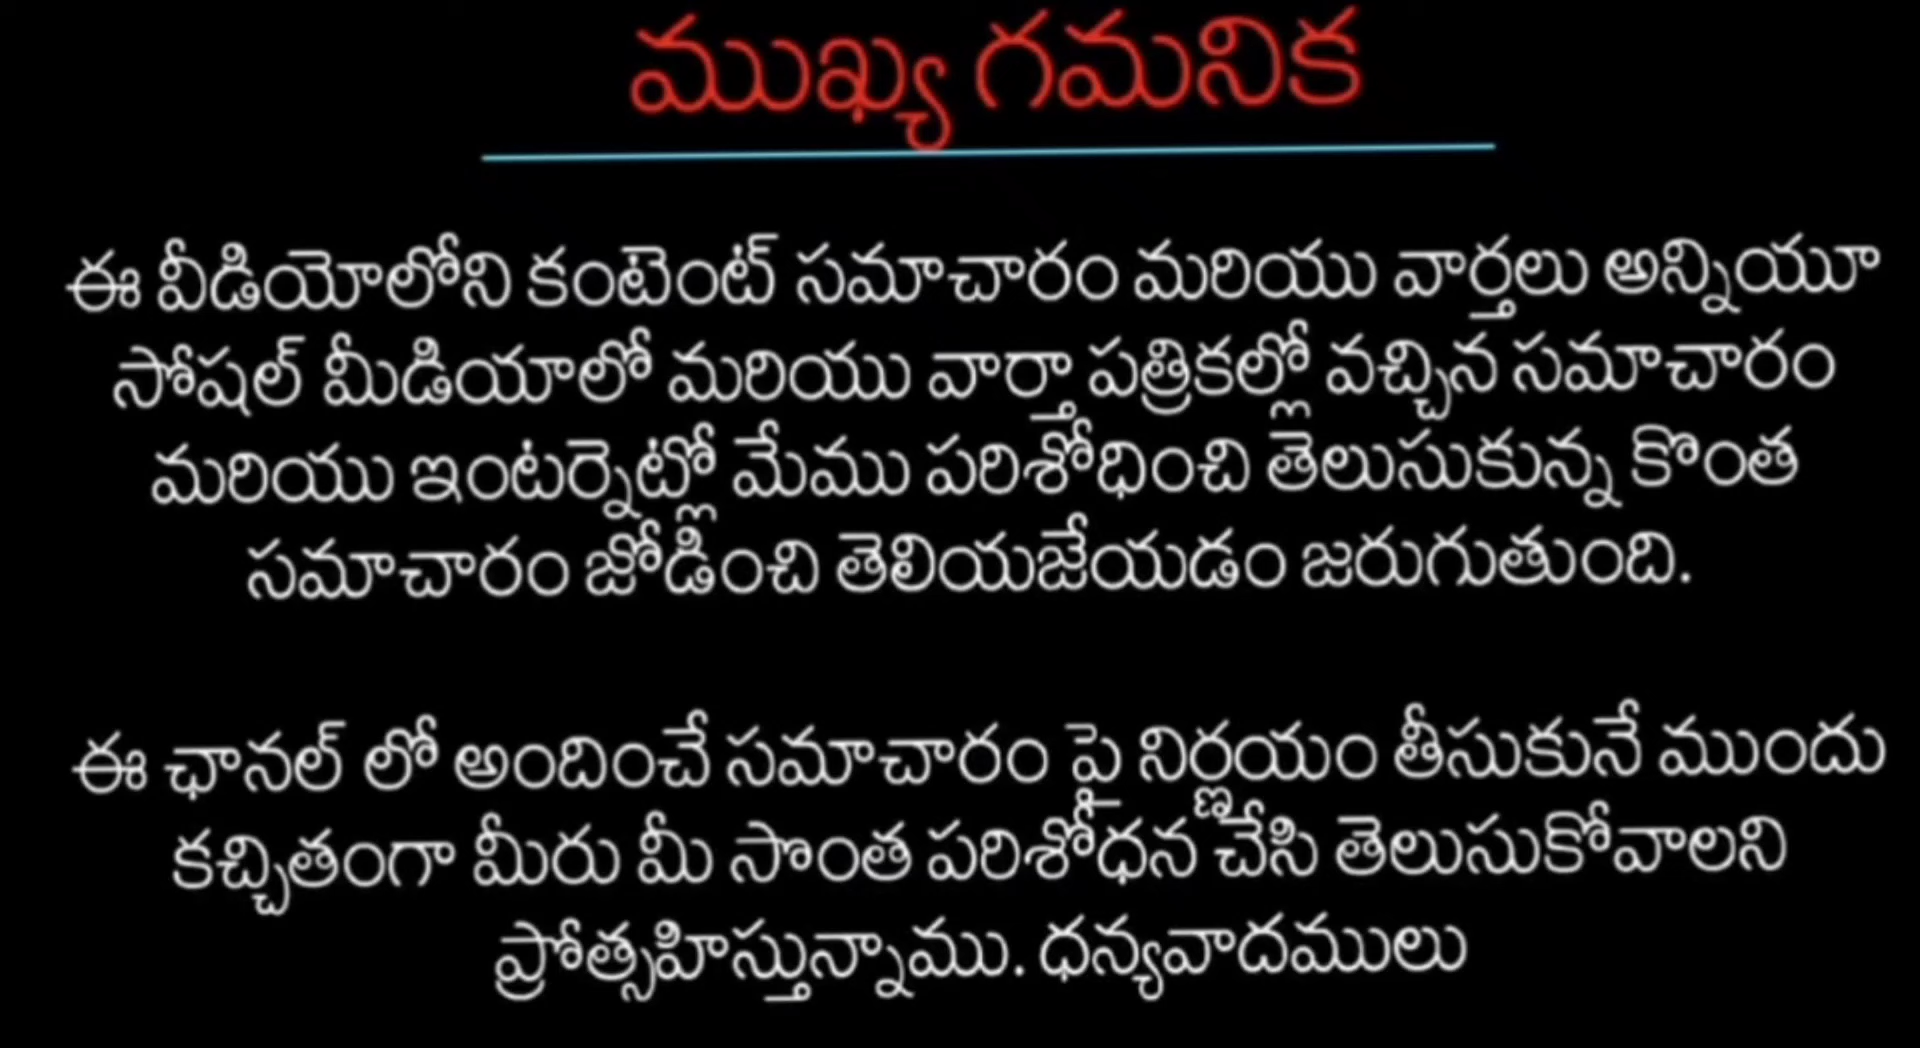 ముఖ్య గమనిక
ఈ వీడియోలోని కంటెంట్ సమాచారం మరియు వార్తలు అన్నియూ
సోషల్ మీడియాలో మరియు వార్తా పత్రికల్లో వచ్చిన సమాచారం
మరియు ఇంటర్నెట్లో మేము పరిశోధించి తెలుసుకున్న కొంత
సమాచారం జోడించి తెలియజేయడం జరుగుతుంది.
ఈ ఛానల్ లో అందించే సమాచారం పై నిర్ణయం తీసుకునే ముందు
కచ్చితంగా మీరు మీ సొంత పరిశోధన చేసి తెలుసుకోవాలని
ప్రోత్సహిస్తున్నాము. ధన్యవాదములు